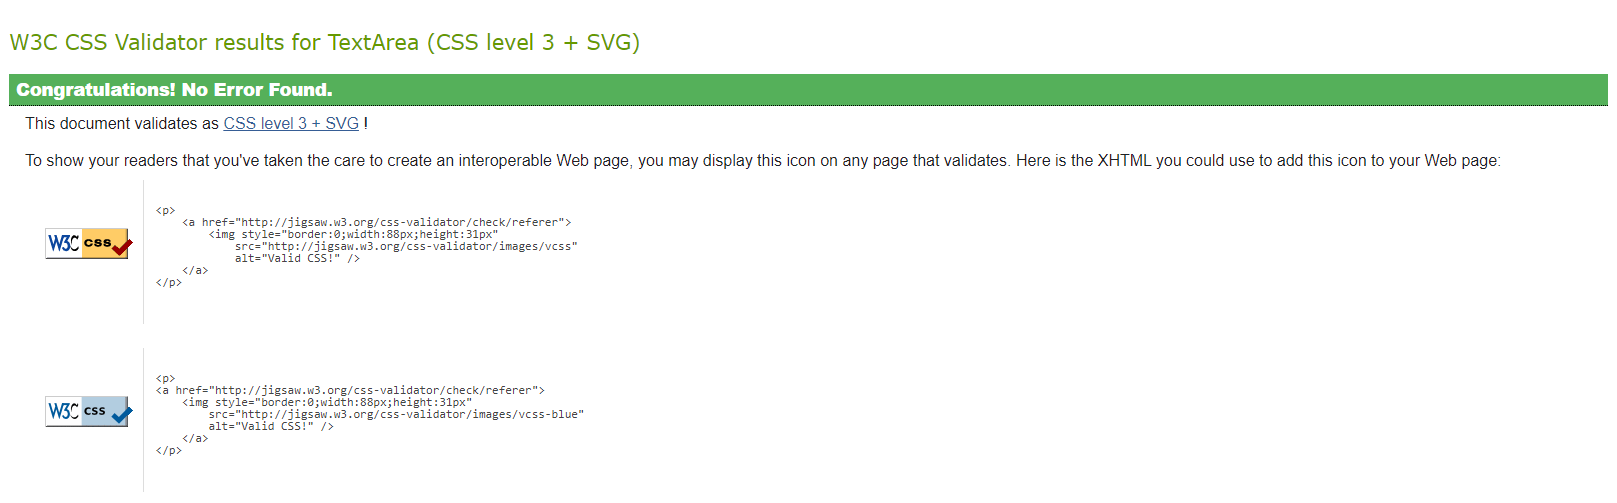 W3C CSS Validator results for TextArea (CSS level 3 + SVG)
Congratulations! No Error Found.
This document validates as CSS level 3 + SVG !
To show your readers that you've taken the care to create an interoperable Web page, you may display this icon on any page that validates. Here is the XHTML you could use to add this icon to your Web page:
W3C css
<p>
    <a href="http://jigsaw.w3.org/css-validator/check/referer">
        <img style="border:0;width:88px;height:31px"
            src="http://jigsaw.w3.org/css-validator/images/vcss"
            alt="Valid CSS!" />
    </a>
</p>
W3C css
<p>
<a href="http://jigsaw.w3.org/css-validator/check/referer">
    <img style="border:0;width:88px;height:31px"
        src="http://jigsaw.w3.org/css-validator/images/vcss-blue"
        alt="Valid CSS!" />
    </a>
</p>